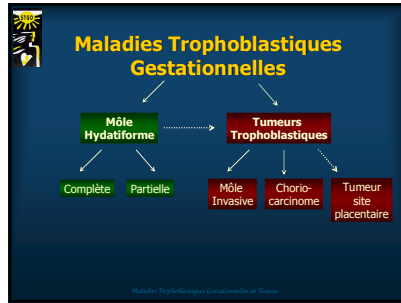 STGO
Maladies Trophoblastiques
Gestationnelles
Môle
Hydatiforme
Tumeurs
Trophoblastiques
Complète
Partielle
Môle
Invasive
Chorio-
carcinome
Tumeur
site
placentaire
Maladies Trophoblastiques Gestationnelles en Tunisie